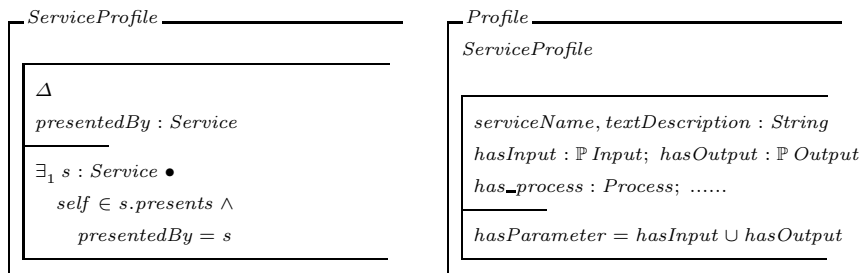 ServiceProfile
Δ
presentedBy : Service
∃₁ s : Service •
self ∈ s.presents ∧
presentedBy = s
Profile
ServiceProfile
serviceName, textDescription : String
hasInput : ℙ Input; hasOutput : ℙ Output
has_process : Process; ......
hasParameter = hasInput ∪ hasOutput